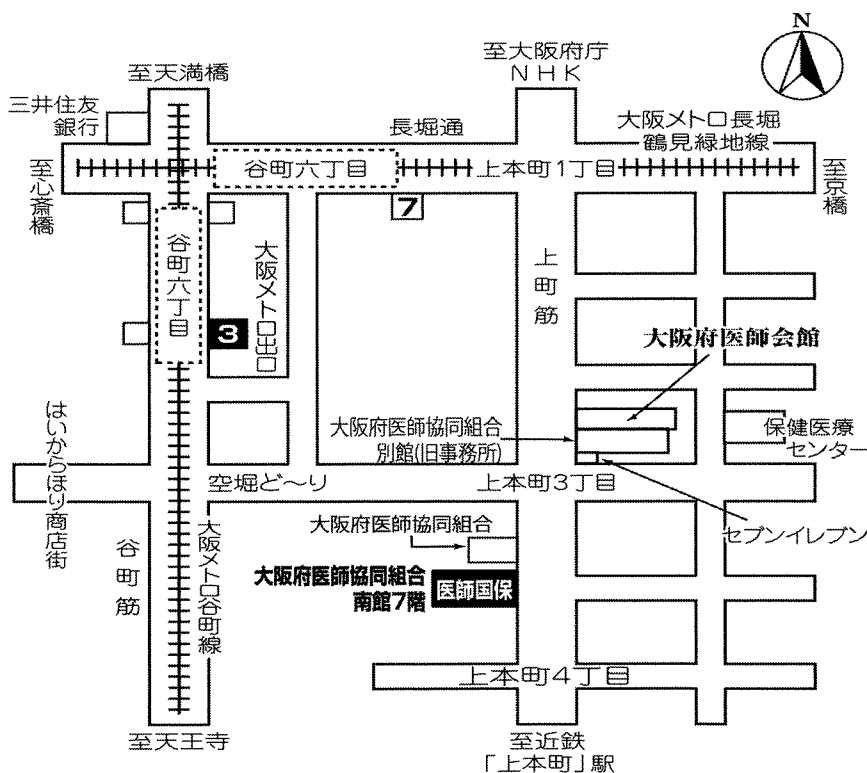 N
至大阪府庁
NHK
至天満橋
三井住友
銀行
長堀通
大阪メトロ長堀
鶴見緑地線
至心斎橋
谷町六丁目
上本町1丁目
至京橋
7
谷町六丁目
大阪メトロ出口
3
上町筋
大阪府医師会館
はいからほり商店街
大阪府医師協同組合
別館(旧事務所)
保健医療
センター
空堀ど〜り
上本町3丁目
セブンイレブン
谷町筋
大阪メトロ谷町線
大阪府医師協同組合
大阪府医師協同組合
南館7階
医師国保
上本町4丁目
至天王寺
至近鉄
「上本町」駅